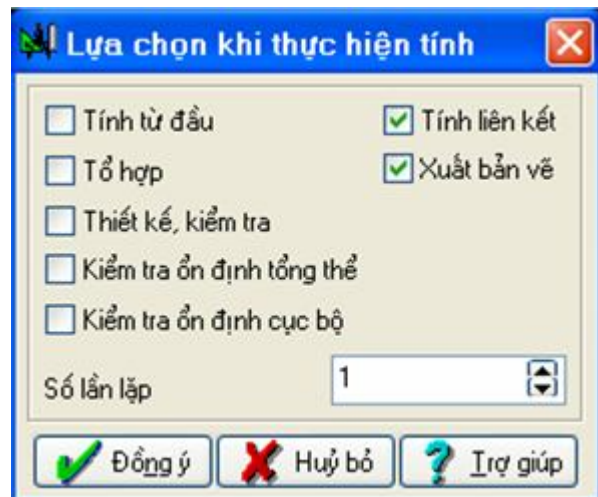 Lựa chọn khi thực hiện tính
Tính từ đầu
Tính liên kết
Tổ hợp
Xuất bản vẽ
Thiết kế, kiểm tra
Kiểm tra ổn định tổng thể
Kiểm tra ổn định cục bộ
Số lần lặp
1
Đồng ý
Huỷ bỏ
Trợ giúp